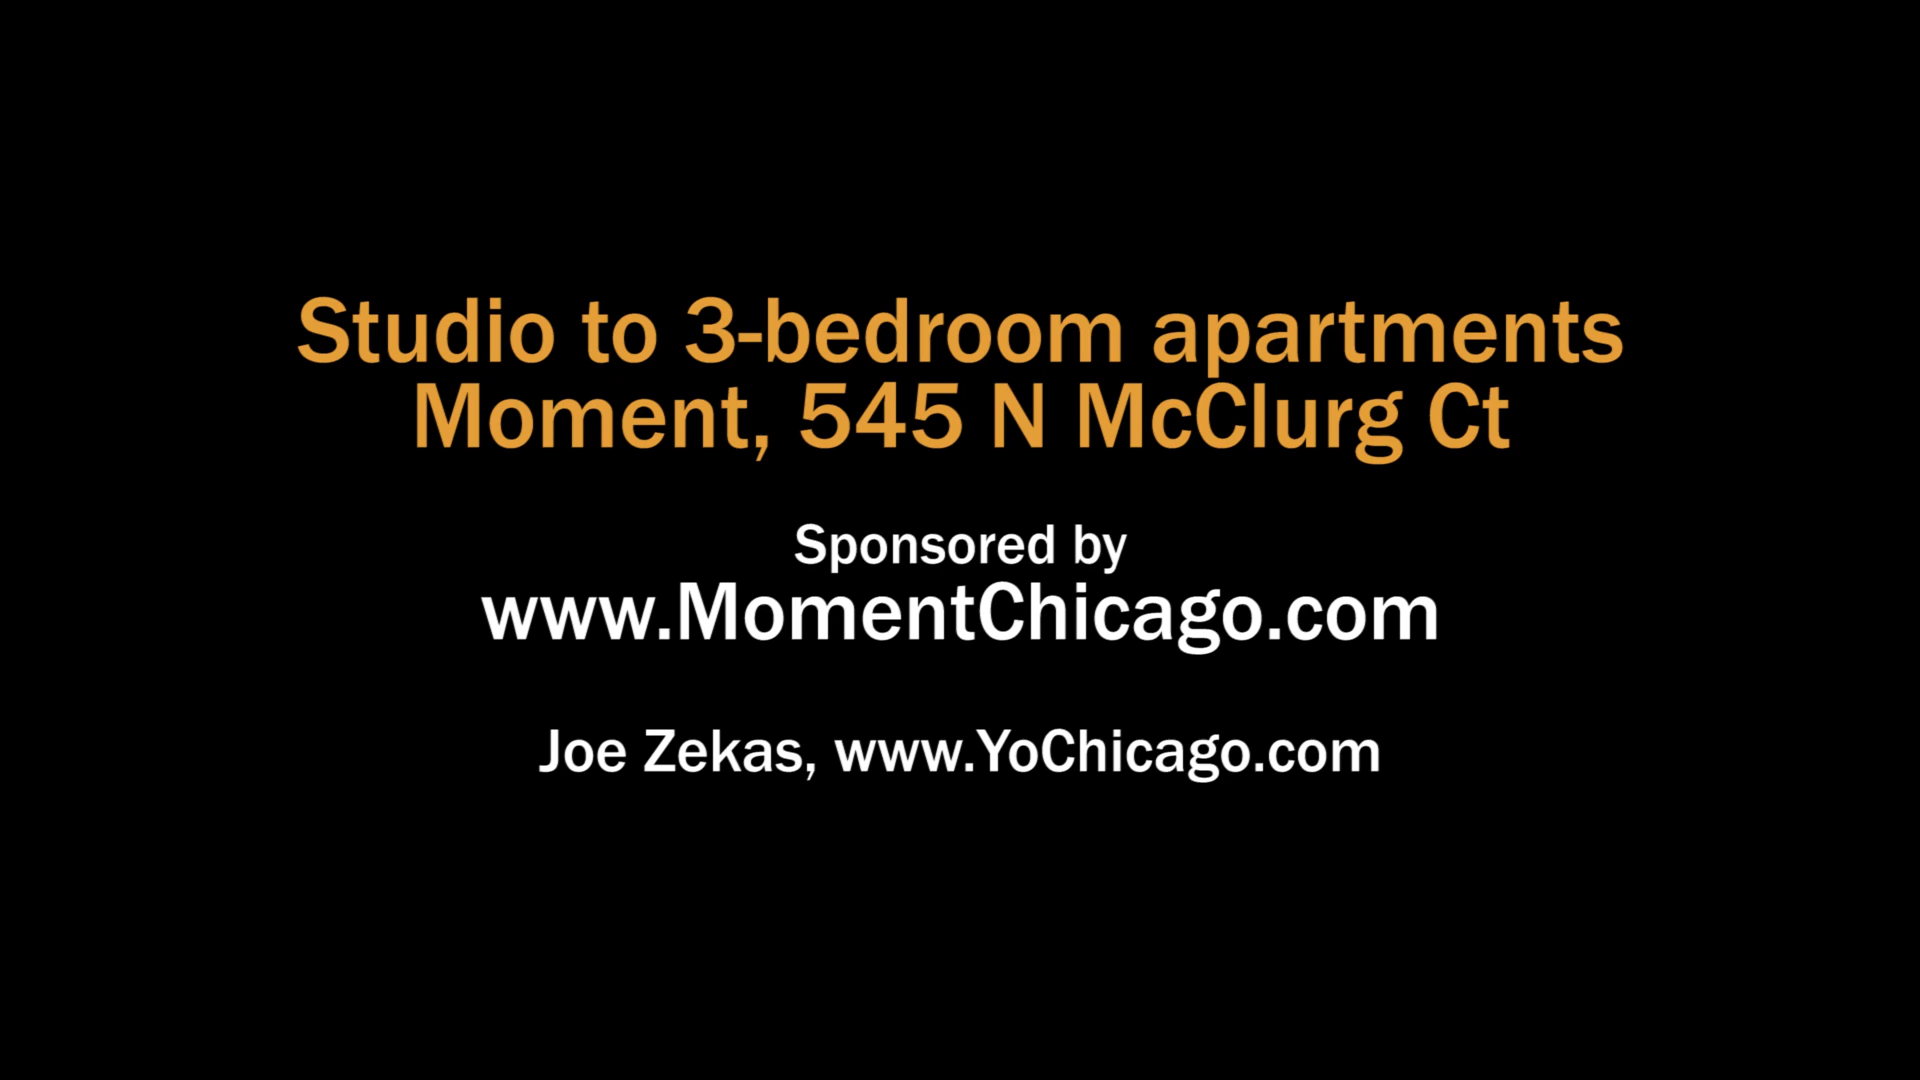 Studio to 3-bedroom apartments
Moment, 545 N McClurg Ct
Sponsored by
www.MomentChicago.com
Joe Zekas, www.YoChicago.com